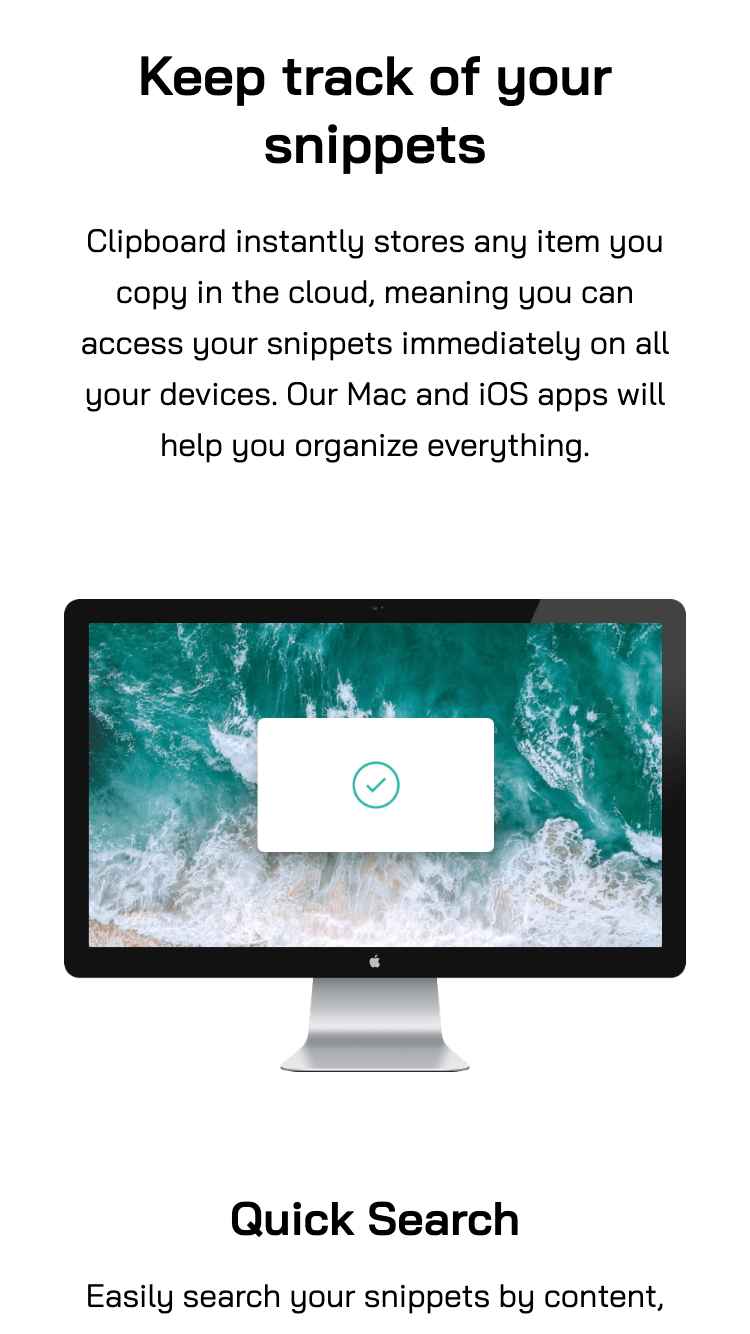 Keep track of your
snippets
Clipboard instantly stores any item you
copy in the cloud, meaning you can
access your snippets immediately on all
your devices. Our Mac and iOS apps will
help you organize everything.
Quick Search
Easily search your snippets by content,